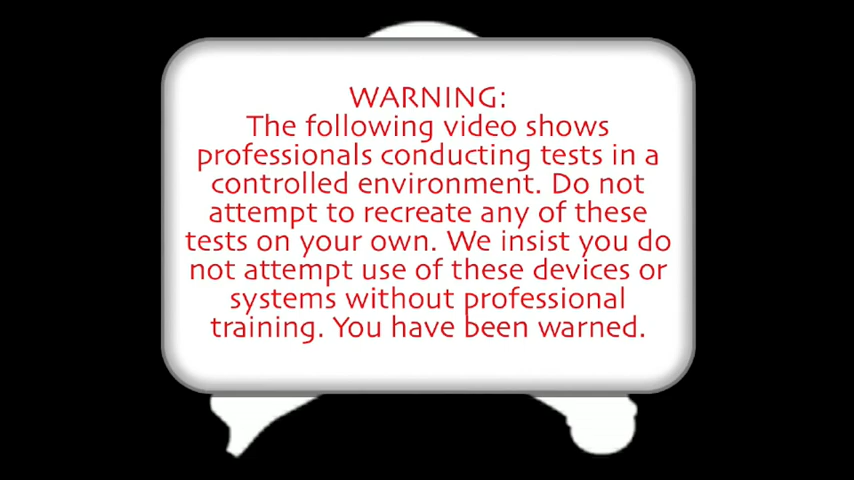 WARNING:
The following video shows
professionals conducting tests in a
controlled environment. Do not
attempt to recreate any of these
tests on your own. We insist you do
not attempt use of these devices or
systems without professional
training. You have been warned.